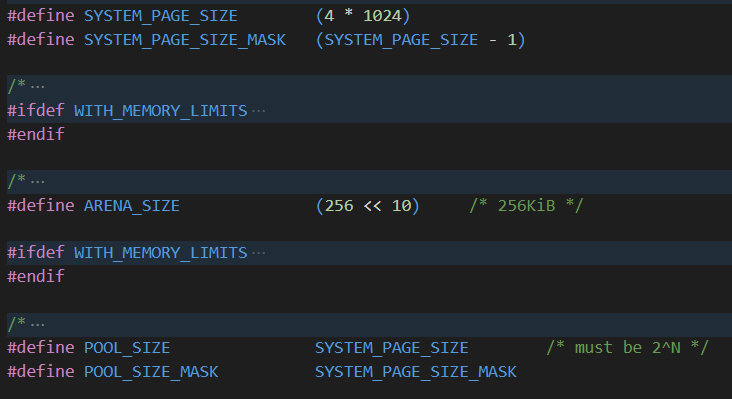 #define SYSTEM_PAGE_SIZE (4 * 1024)
#define SYSTEM_PAGE_SIZE_MASK (SYSTEM_PAGE_SIZE - 1)
/* ···
#ifdef WITH_MEMORY_LIMITS ···
#endif
/* ···
#define ARENA_SIZE (256 << 10) /* 256KiB */
#ifdef WITH_MEMORY_LIMITS ···
#endif
/* ···
#define POOL_SIZE SYSTEM_PAGE_SIZE /* must be 2^N */
#define POOL_SIZE_MASK SYSTEM_PAGE_SIZE_MASK